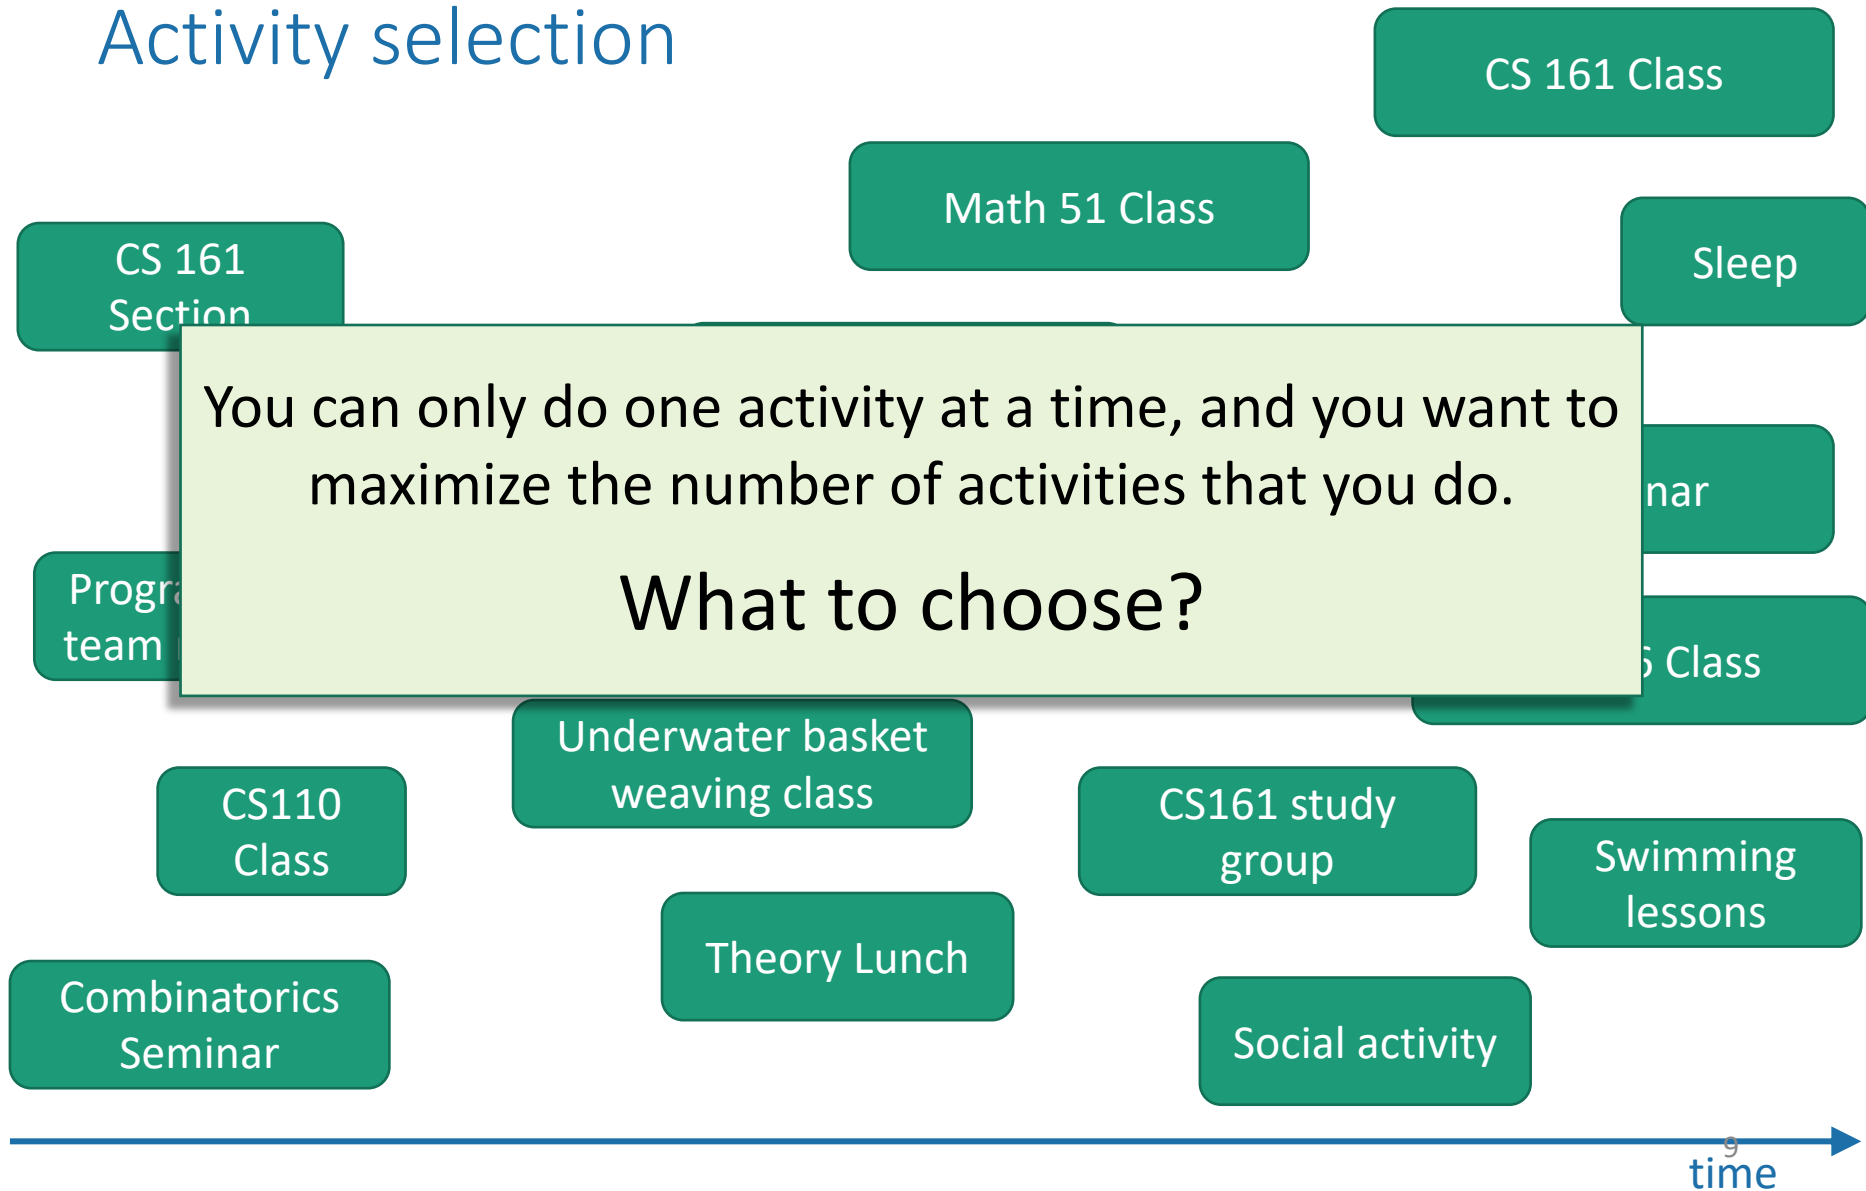 Activity selection
CS 161 Class
Math 51 Class
CS 161
Section
Sleep
You can only do one activity at a time, and you want to
maximize the number of activities that you do.
What to choose?
team
Class
Underwater basket
weaving class
CS110
Class
CS161 study
group
Swimming
lessons
Theory Lunch
Combinatorics
Seminar
Social activity
9
time